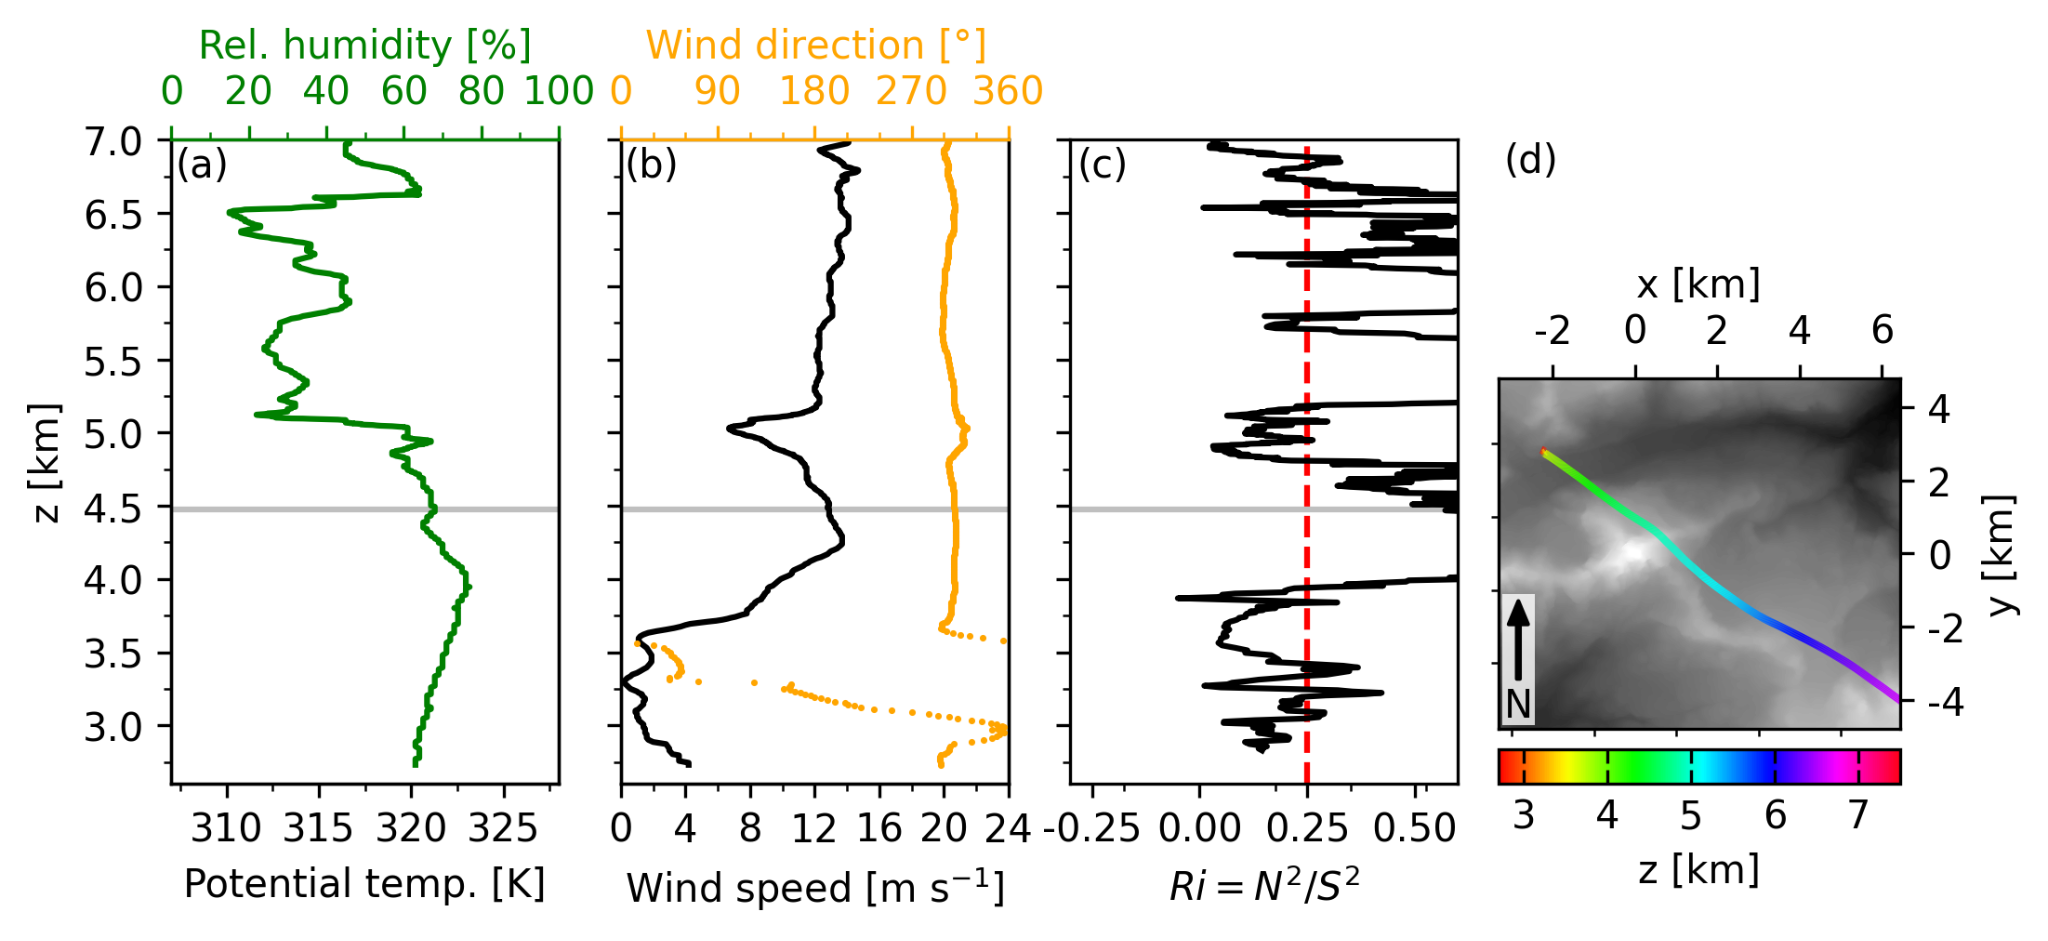 Rel. humidity [%]
0 20 40 60 80 100
Wind direction [°]
0 90 180 270 360
(a)
(b)
(c)
(d)
z [km]
7.0
6.5
6.0
5.5
5.0
4.5
4.0
3.5
3.0
310 315 320 325
Potential temp. [K]
0 4 8 12 16 20 24
Wind speed [m s⁻¹]
-0.25 0.00 0.25 0.50
Ri = N²/S²
x [km]
-2 0 2 4 6
4
2
0
-2
-4
y [km]
N
3 4 5 6 7
z [km]